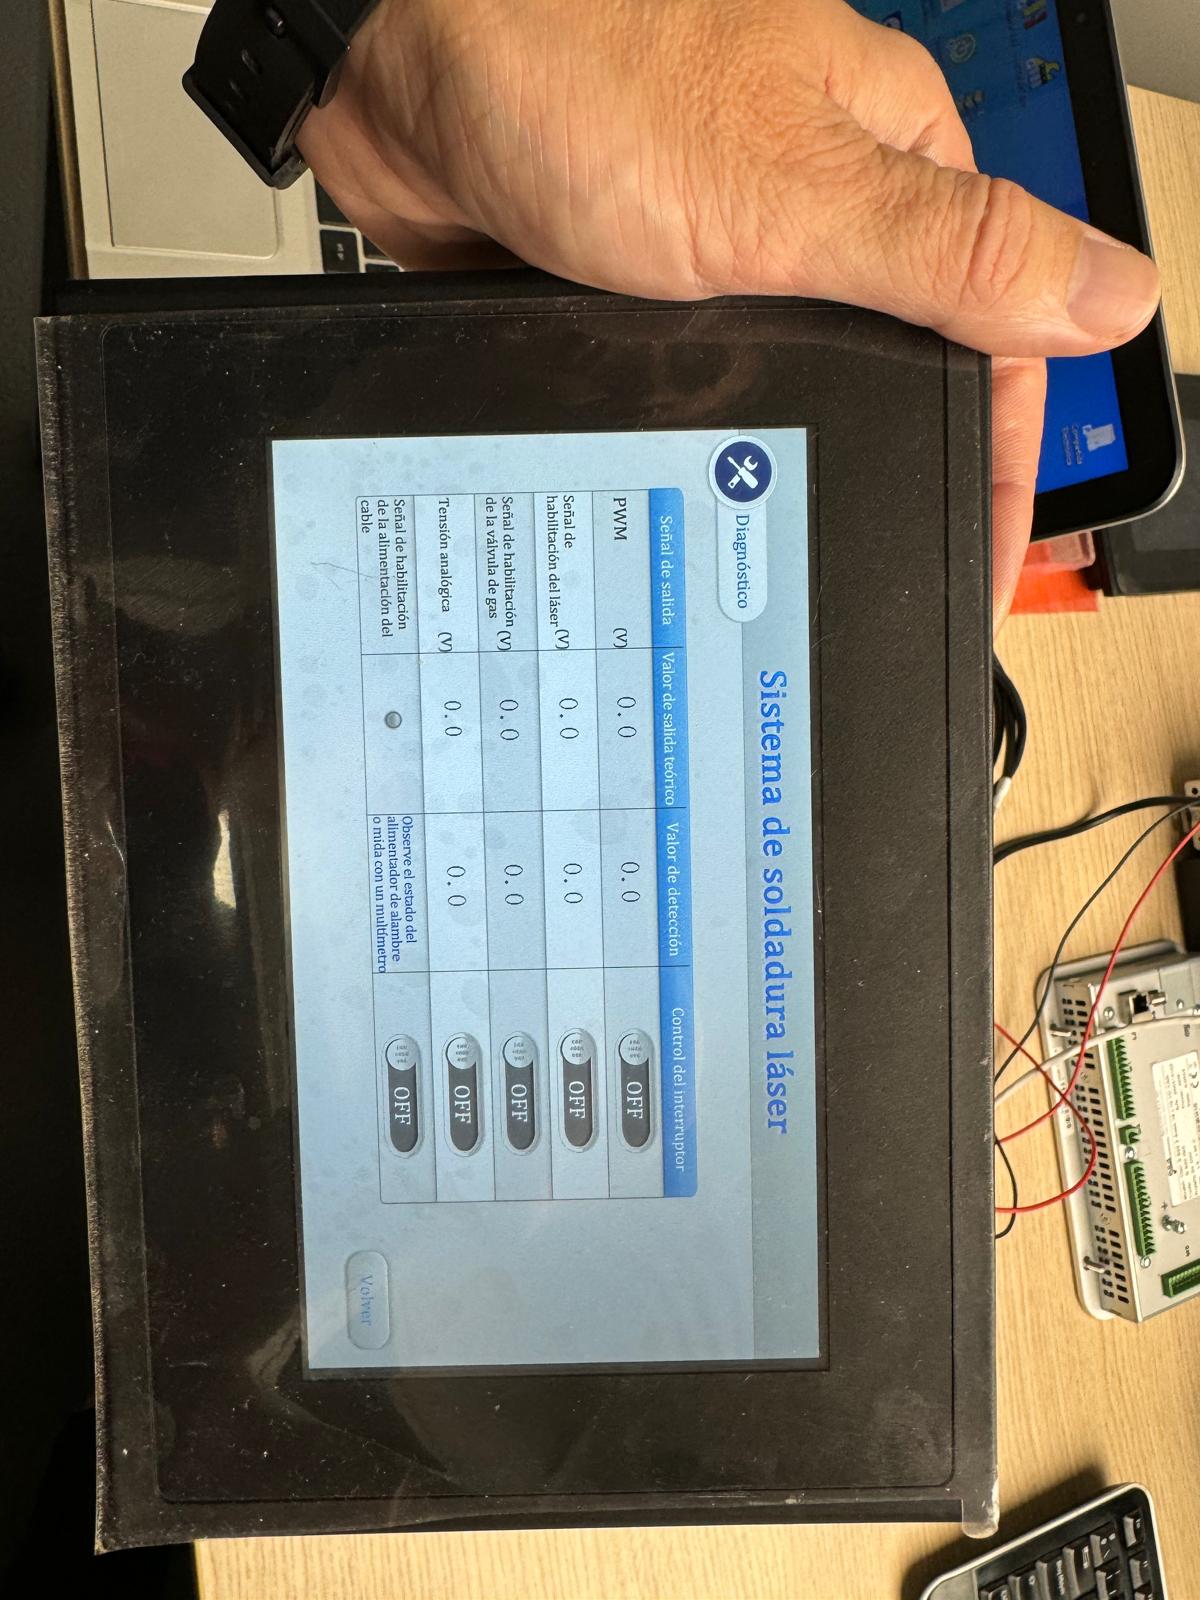 Compartida
Electrónica
Sistema de soldadura láser
Diagnóstico
Señal de salida
Valor de salida teórico
Valor de detección
Control del interruptor
PWM
(V)
0.0
0.0
OFF
Señal de
habilitación del láser
(V)
0.0
0.0
OFF
Señal de habilitación
de la válvula de gas
(V)
0.0
0.0
OFF
Tensión analógica
(V)
0.0
0.0
OFF
Señal de habilitación
de la alimentación del
cable
Observe el estado del
alimentador de alambre
o mida con un multímetro
OFF
Volver